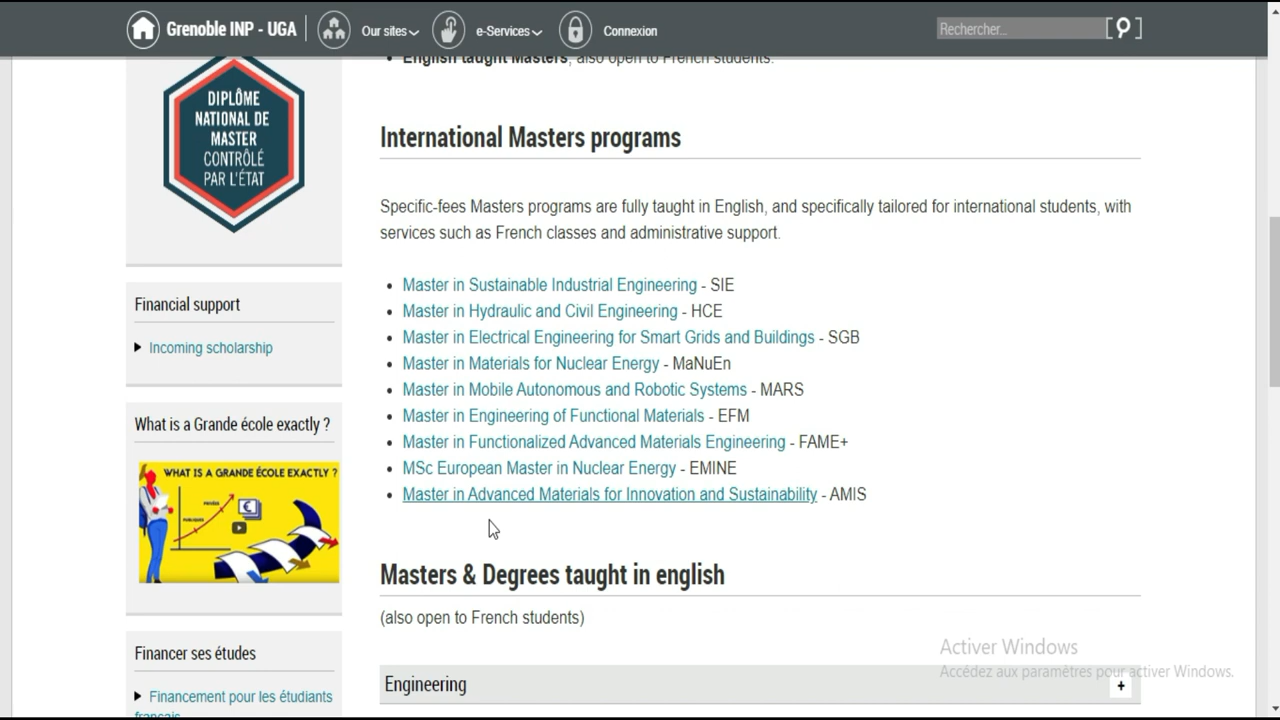 Grenoble INP - UGA
Our sites
e-Services
Connexion
Rechercher...
English taught Masters, also open to French students.
DIPLÔME
NATIONAL DE
MASTER
CONTRÔLÉ
PAR L'ÉTAT
Financial support
Incoming scholarship
What is a Grande école exactly ?
WHAT IS A GRANDE ÉCOLE EXACTLY ?
PUBLIQUES
€
Financer ses études
Financement pour les étudiants
français
International Masters programs
Specific-fees Masters programs are fully taught in English, and specifically tailored for international students, with
services such as French classes and administrative support.
Master in Sustainable Industrial Engineering - SIE
Master in Hydraulic and Civil Engineering - HCE
Master in Electrical Engineering for Smart Grids and Buildings - SGB
Master in Materials for Nuclear Energy - MaNuEn
Master in Mobile Autonomous and Robotic Systems - MARS
Master in Engineering of Functional Materials - EFM
Master in Functionalized Advanced Materials Engineering - FAME+
MSc European Master in Nuclear Energy - EMINE
Master in Advanced Materials for Innovation and Sustainability - AMIS
Masters & Degrees taught in english
(also open to French students)
Engineering
+
Activer Windows
Accédez aux paramètres pour activer Windows.